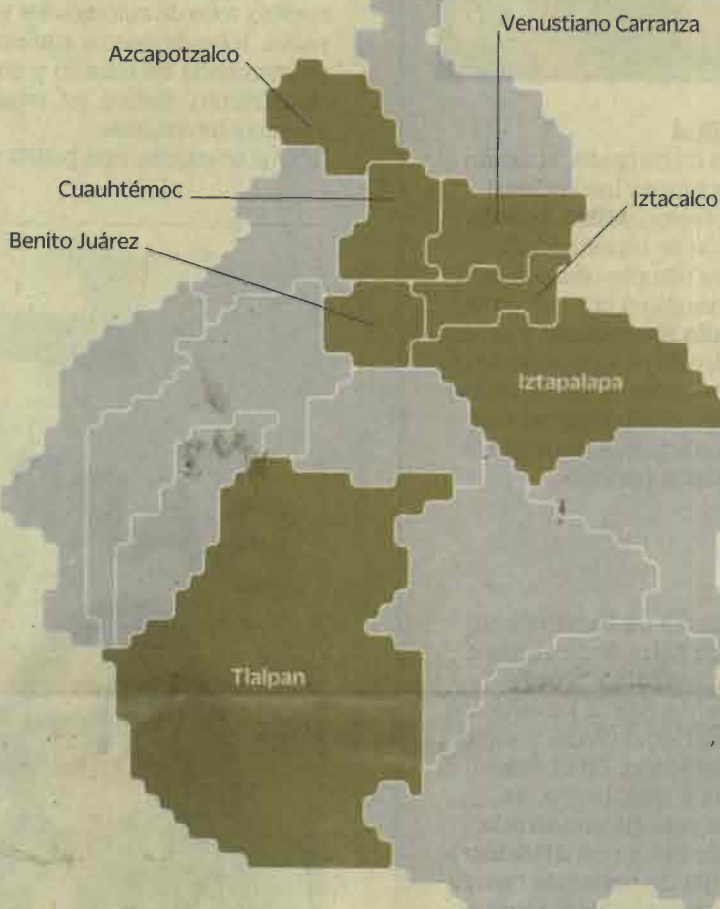 Venustiano Carranza
Azcapotzalco
Cuauhtémoc
Iztacalco
Benito Juárez
Iztapalapa
Tlalpan